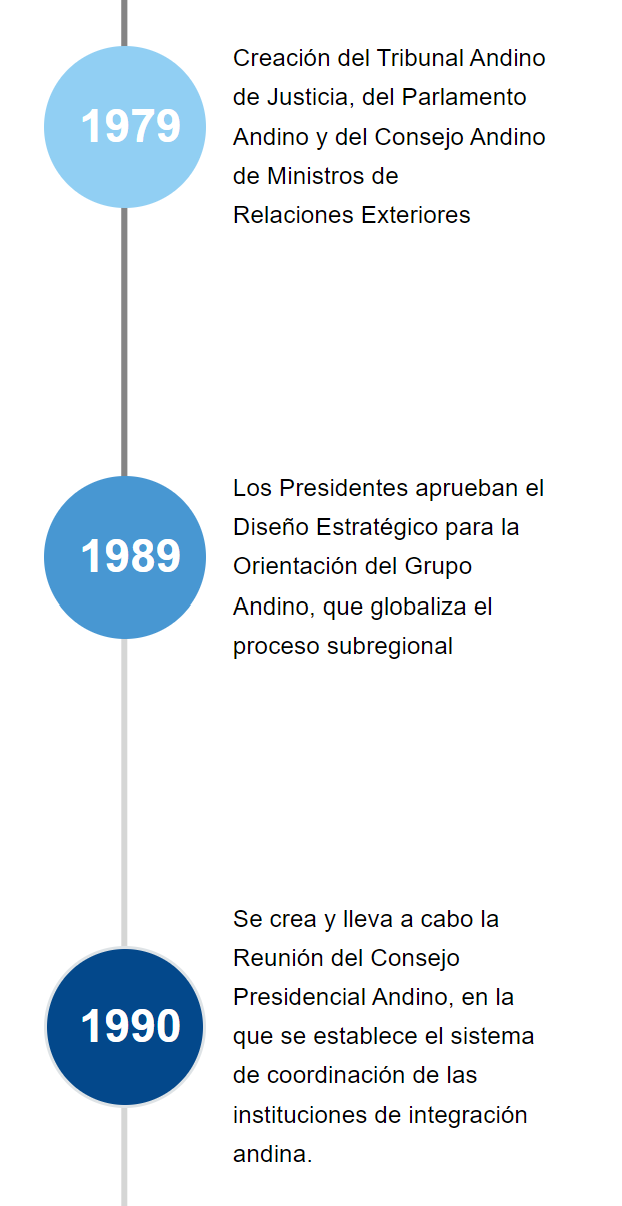 1979
Creación del Tribunal Andino
de Justicia, del Parlamento
Andino y del Consejo Andino
de Ministros de
Relaciones Exteriores
1989
Los Presidentes aprueban el
Diseño Estratégico para la
Orientación del Grupo
Andino, que globaliza el
proceso subregional
1990
Se crea y lleva a cabo la
Reunión del Consejo
Presidencial Andino, en la
que se establece el sistema
de coordinación de las
instituciones de integración
andina.